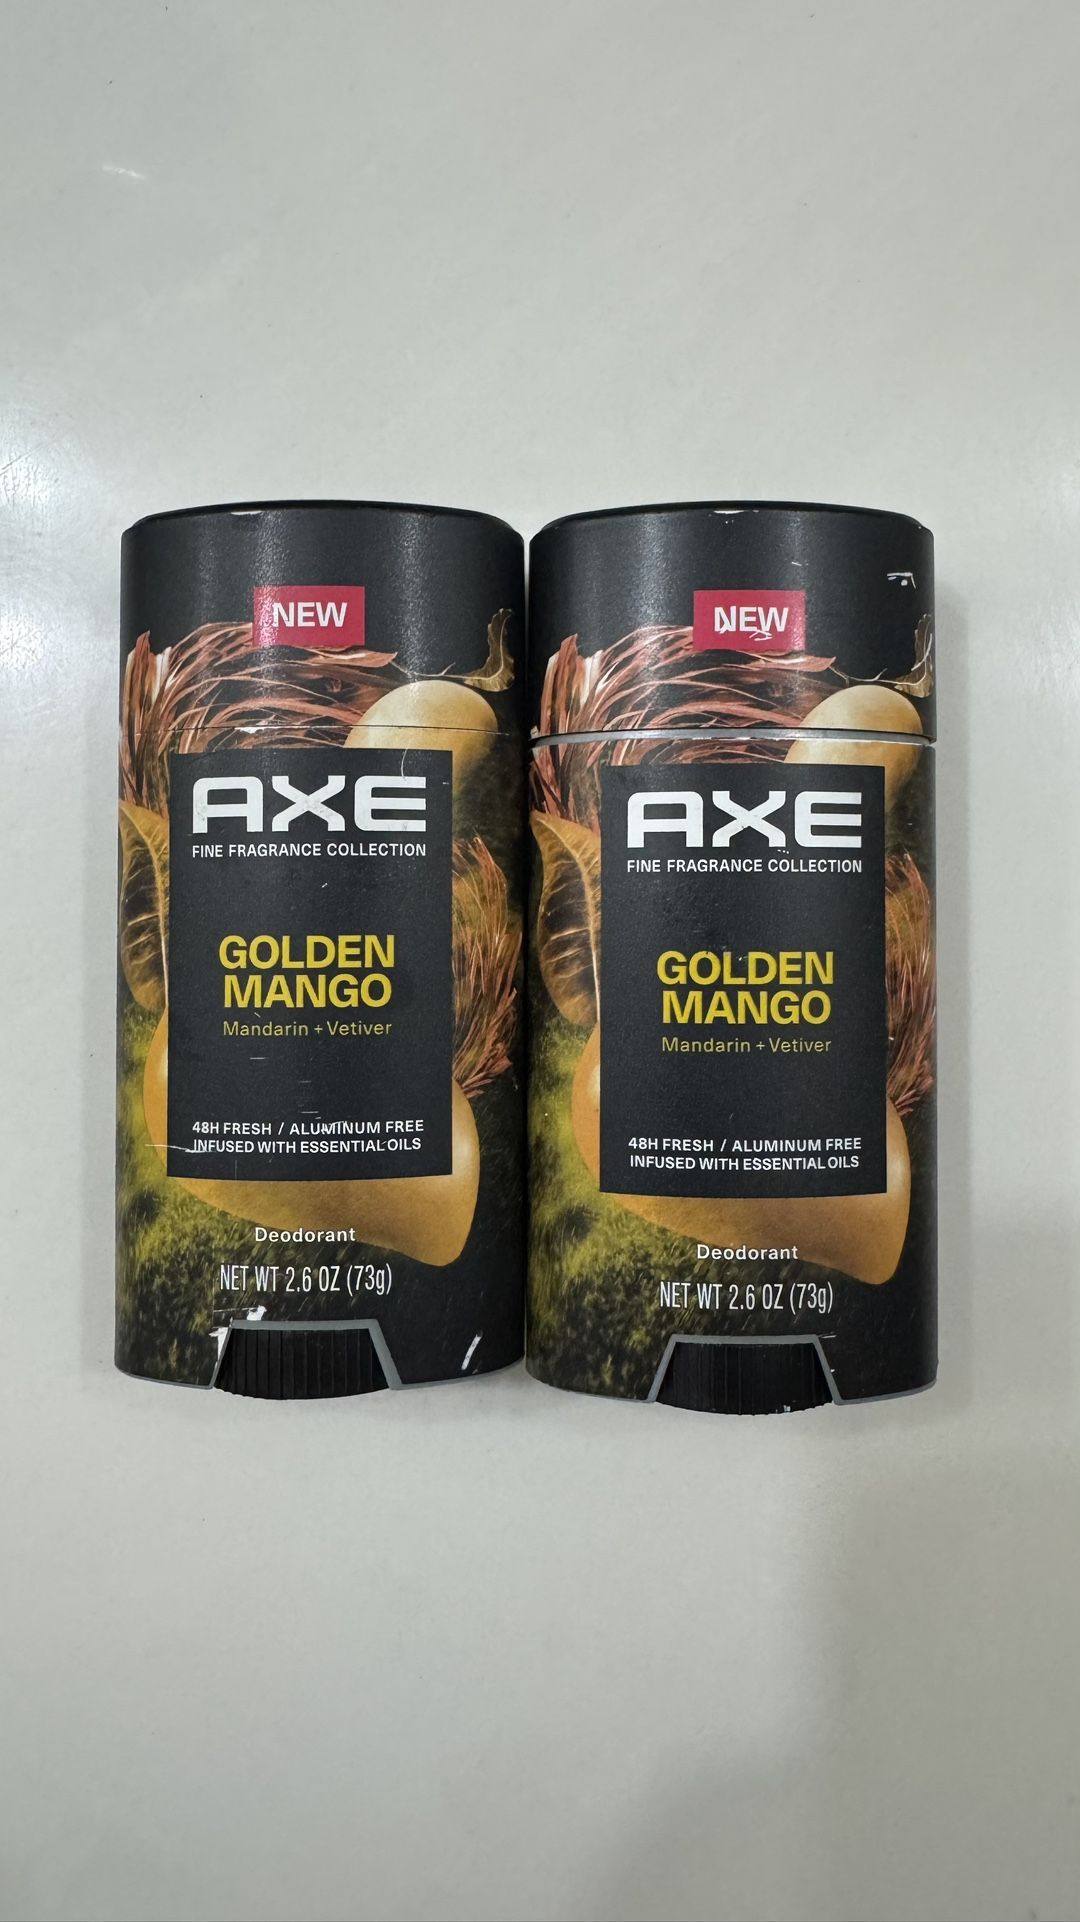 NEW
AXE
FINE FRAGRANCE COLLECTION
GOLDEN
MANGO
Mandarin + Vetiver
48H FRESH / ALUMINUM FREE
INFUSED WITH ESSENTIAL OILS
Deodorant
NET WT 2.6 OZ (73g)
NEW
AXE
FINE FRAGRANCE COLLECTION
GOLDEN
MANGO
Mandarin + Vetiver
48H FRESH / ALUMINUM FREE
INFUSED WITH ESSENTIAL OILS
Deodorant
NET WT 2.6 OZ (73g)